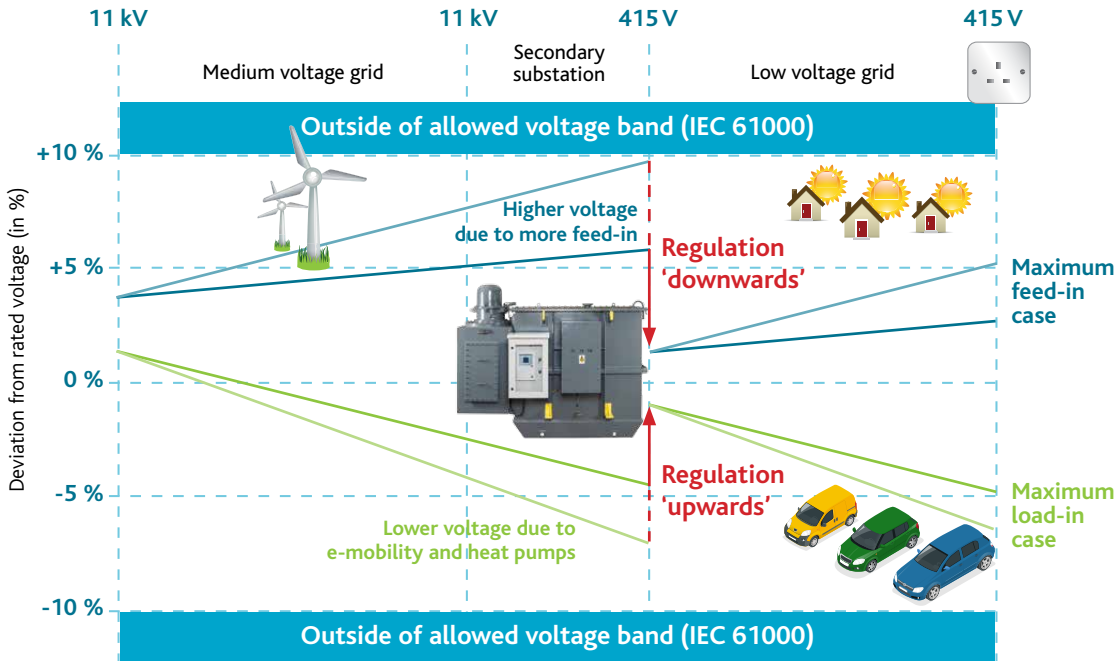 11 kV
11 kV
415 V
415 V
Medium voltage grid
Secondary
substation
Low voltage grid
Outside of allowed voltage band (IEC 61000)
Deviation from rated voltage (in %)
+10 %
+5 %
0 %
-5 %
-10 %
Higher voltage
due to more feed-in
Regulation
‘downwards’
Maximum
feed-in
case
Regulation
‘upwards’
Lower voltage due to
e-mobility and heat pumps
Maximum
load-in
case
Outside of allowed voltage band (IEC 61000)